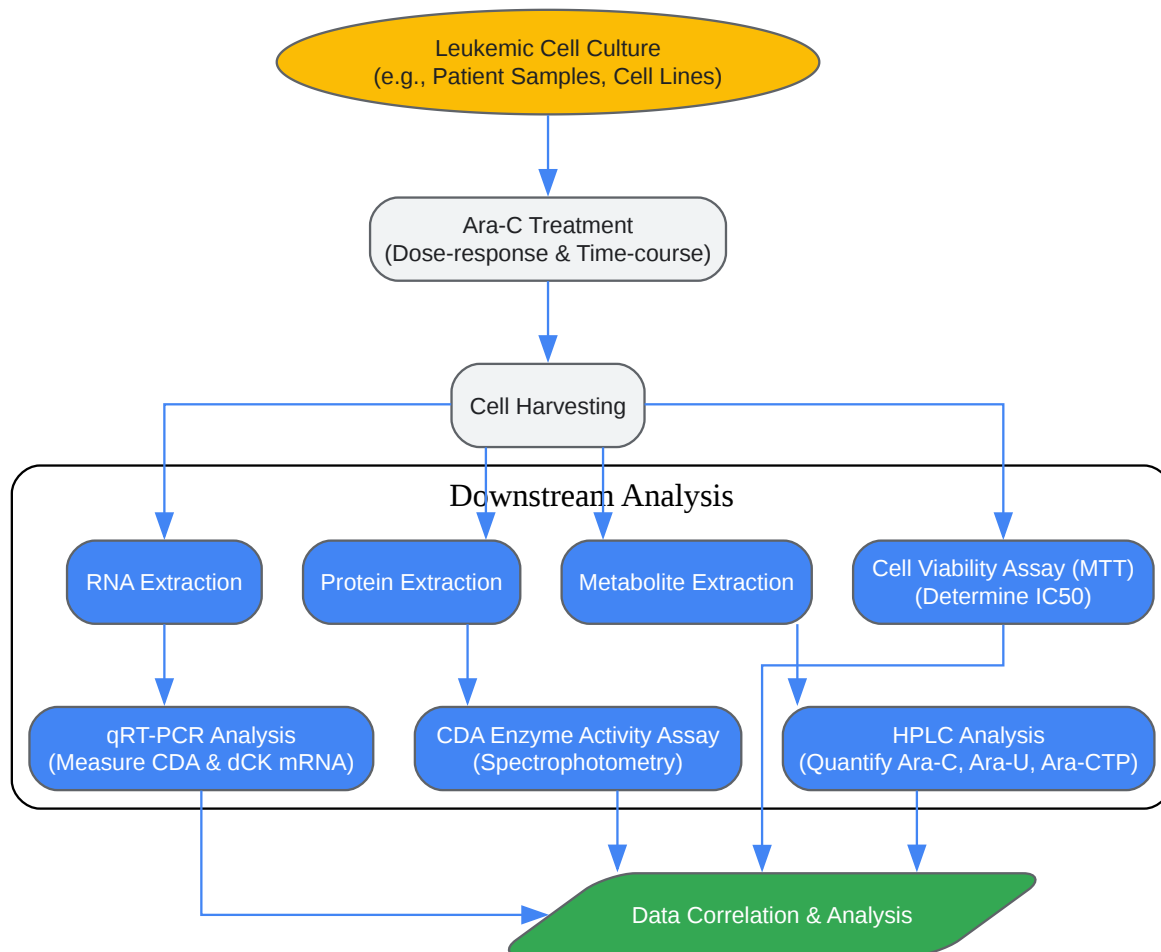 Leukemic Cell Culture
(e.g., Patient Samples, Cell Lines)
Ara-C Treatment
(Dose-response & Time-course)
Cell Harvesting
Downstream Analysis
RNA Extraction
Protein Extraction
Metabolite Extraction
Cell Viability Assay (MTT)
(Determine IC50)
qRT-PCR Analysis
(Measure CDA & dCK mRNA)
CDA Enzyme Activity Assay
(Spectrophotometry)
HPLC Analysis
(Quantify Ara-C, Ara-U, Ara-CTP)
Data Correlation & Analysis